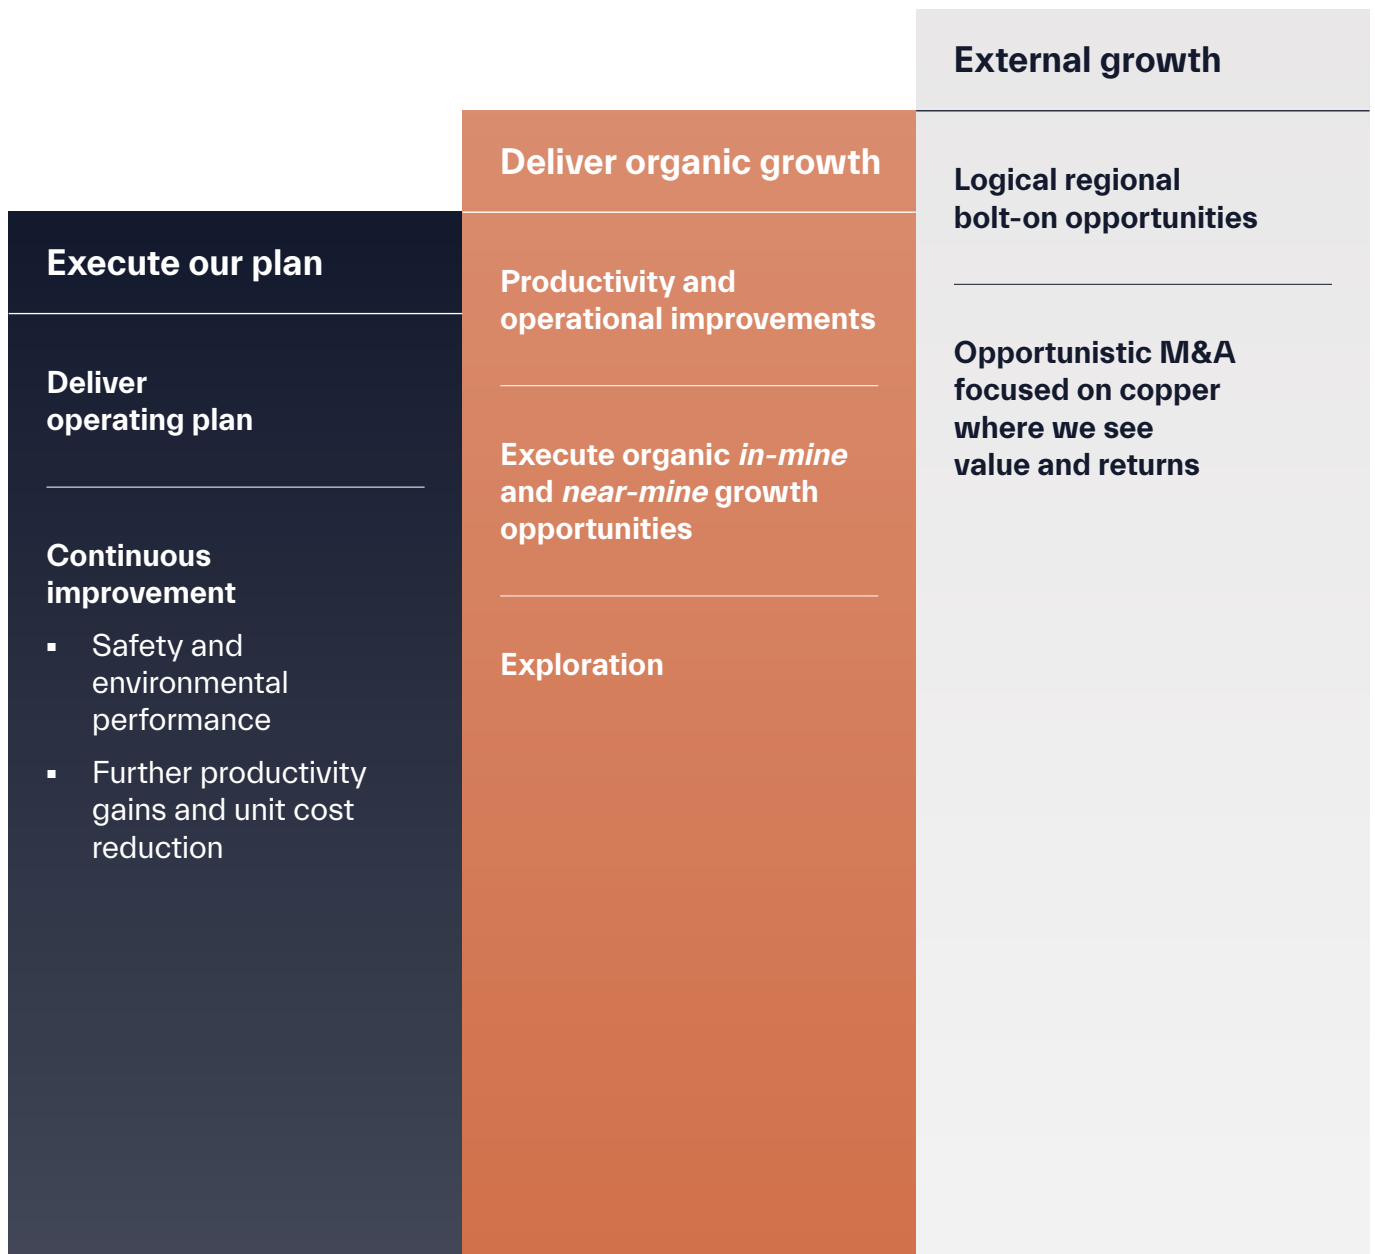 Execute our plan
Deliver
operating plan
Continuous
improvement
▪ Safety and
environmental
performance
▪ Further productivity
gains and unit cost
reduction
Deliver organic growth
Productivity and
operational improvements
Execute organic in-mine
and near-mine growth
opportunities
Exploration
External growth
Logical regional
bolt-on opportunities
Opportunistic M&A
focused on copper
where we see
value and returns